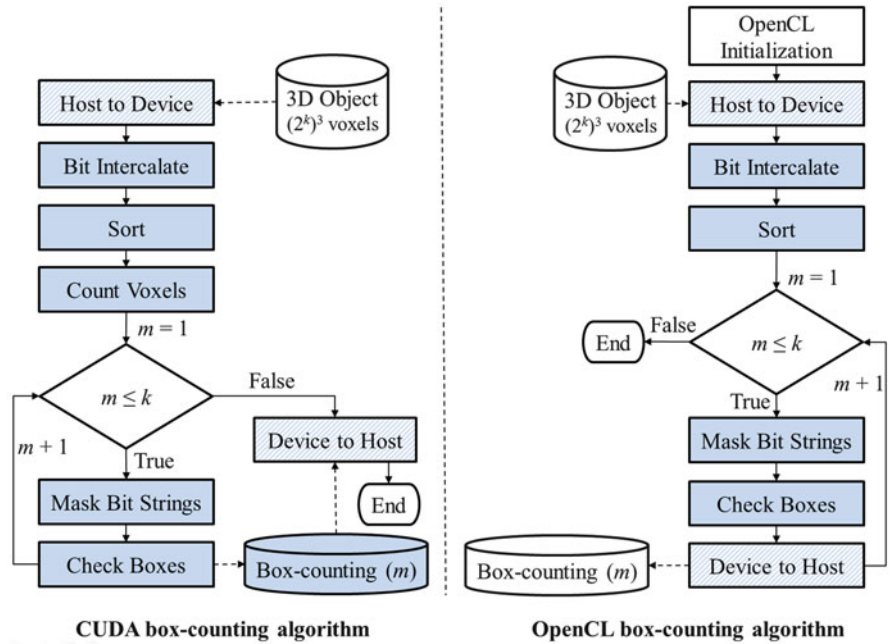 3D Object
(2ᵏ)³ voxels
Host to Device
Bit Intercalate
Sort
Count Voxels
m = 1
m ≤ k
False
Device to Host
End
m + 1
True
Mask Bit Strings
Check Boxes
Box-counting (m)
CUDA box-counting algorithm
OpenCL
Initialization
3D Object
(2ᵏ)³ voxels
Host to Device
Bit Intercalate
Sort
m = 1
False
End
m ≤ k
True
m + 1
Mask Bit Strings
Check Boxes
Device to Host
Box-counting (m)
OpenCL box-counting algorithm